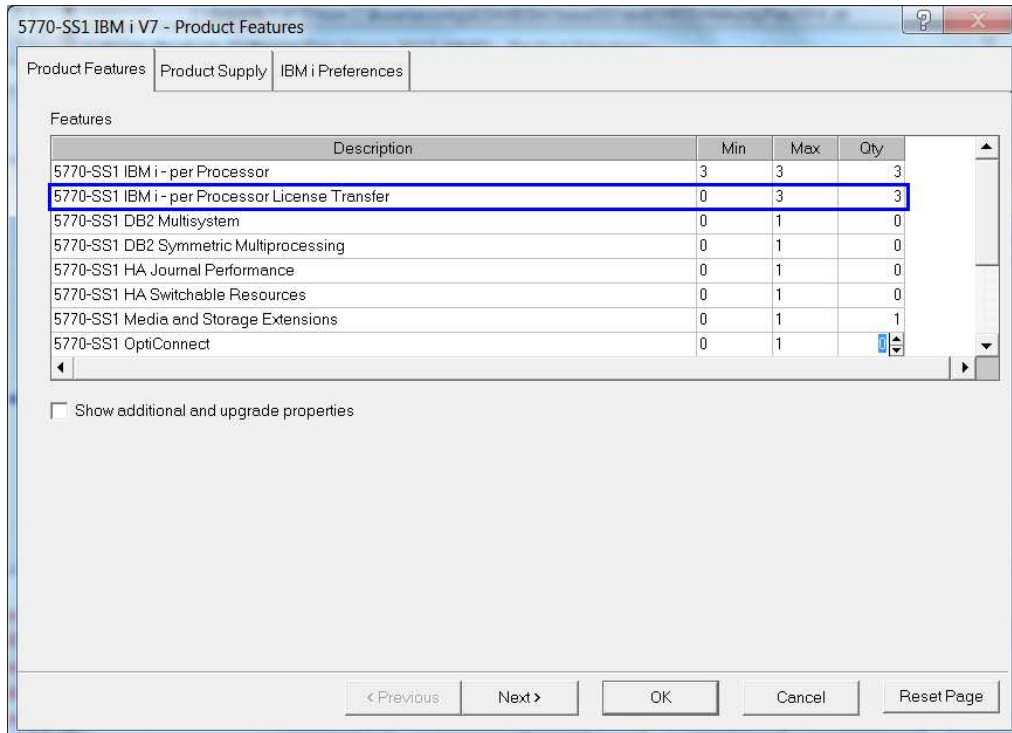 5770-SS1 IBM i V7 - Product Features
Product Features Product Supply IBM i Preferences
Features
Description Min Max Qty
5770-SS1 IBM i - per Processor 3 3 3
5770-SS1 IBM i - per Processor License Transfer 0 3 3
5770-SS1 DB2 Multisystem 0 1 0
5770-SS1 DB2 Symmetric Multiprocessing 0 1 0
5770-SS1 HA Journal Performance 0 1 0
5770-SS1 HA Switchable Resources 0 1 0
5770-SS1 Media and Storage Extensions 0 1 1
5770-SS1 OptiConnect 0 1 0
Show additional and upgrade properties
< Previous Next > OK Cancel Reset Page